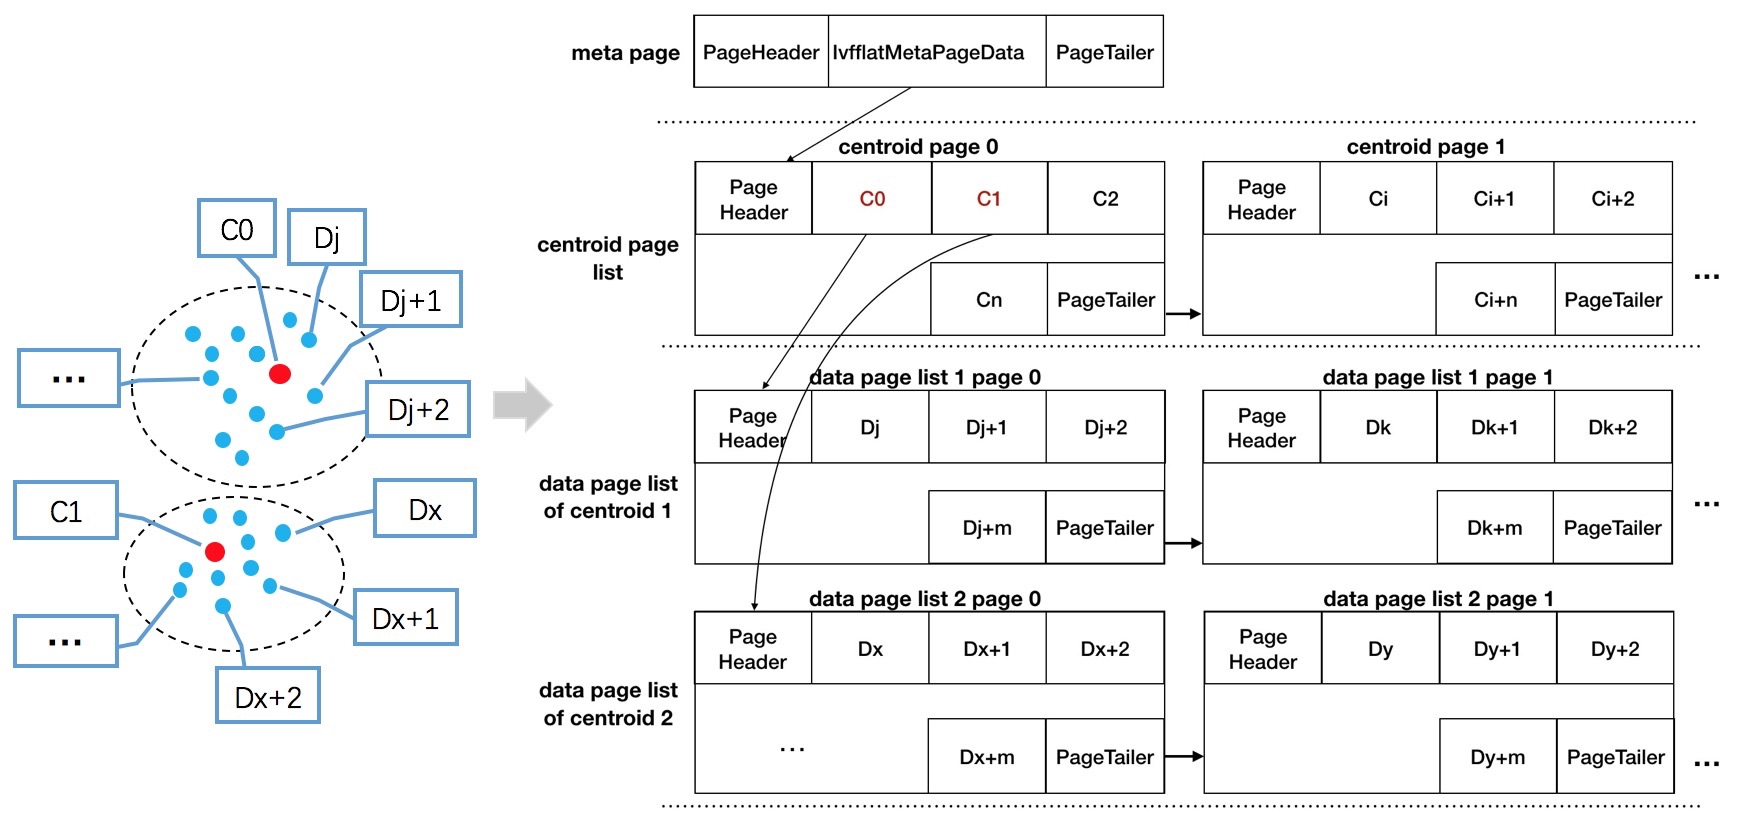 C0
Dj
Dj+1
...
Dj+2
C1
Dx
...
Dx+1
Dx+2
meta page
PageHeader
IvfflatMetaPageData
PageTailer
centroid page 0
centroid page 1
centroid page
list
Page
Header
C0
C1
C2
Cn
PageTailer
Page
Header
Ci
Ci+1
Ci+2
Ci+n
PageTailer
...
data page list 1 page 0
data page list 1 page 1
data page list
of centroid 1
Page
Header
Dj
Dj+1
Dj+2
Dj+m
PageTailer
Page
Header
Dk
Dk+1
Dk+2
Dk+m
PageTailer
...
data page list 2 page 0
data page list 2 page 1
data page list
of centroid 2
Page
Header
Dx
Dx+1
Dx+2
...
Dx+m
PageTailer
Page
Header
Dy
Dy+1
Dy+2
Dy+m
PageTailer
...